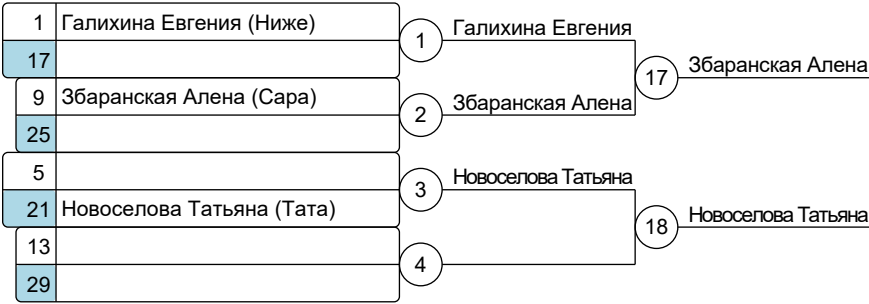 1 Галихина Евгения (Ниже)
17
1
Галихина Евгения
9 Збаранская Алена (Сара)
25
2
Збаранская Алена
17
Збаранская Алена
5
21 Новоселова Татьяна (Тата)
3
Новоселова Татьяна
13
29
4
18
Новоселова Татьяна